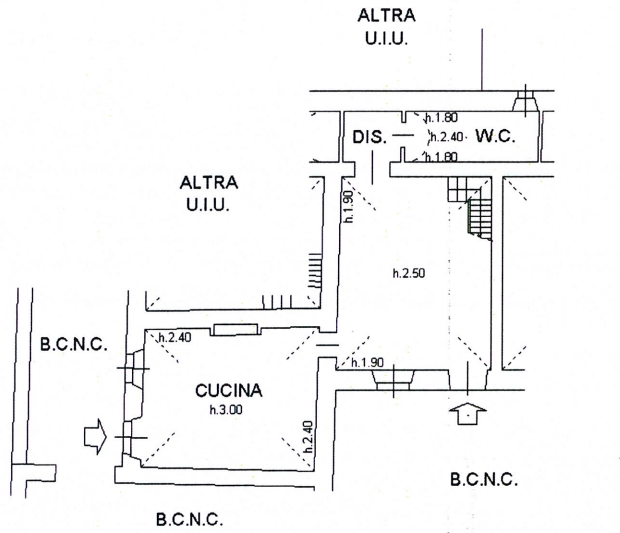 ALTRA
U.I.U.
h.1.80
DIS.
h.2.40
W.C.
h.1.80
ALTRA
U.I.U.
h.1.90
h.2.50
B.C.N.C.
h.2.40
h.1.90
CUCINA
h.3.00
h.2.40
B.C.N.C.
B.C.N.C.